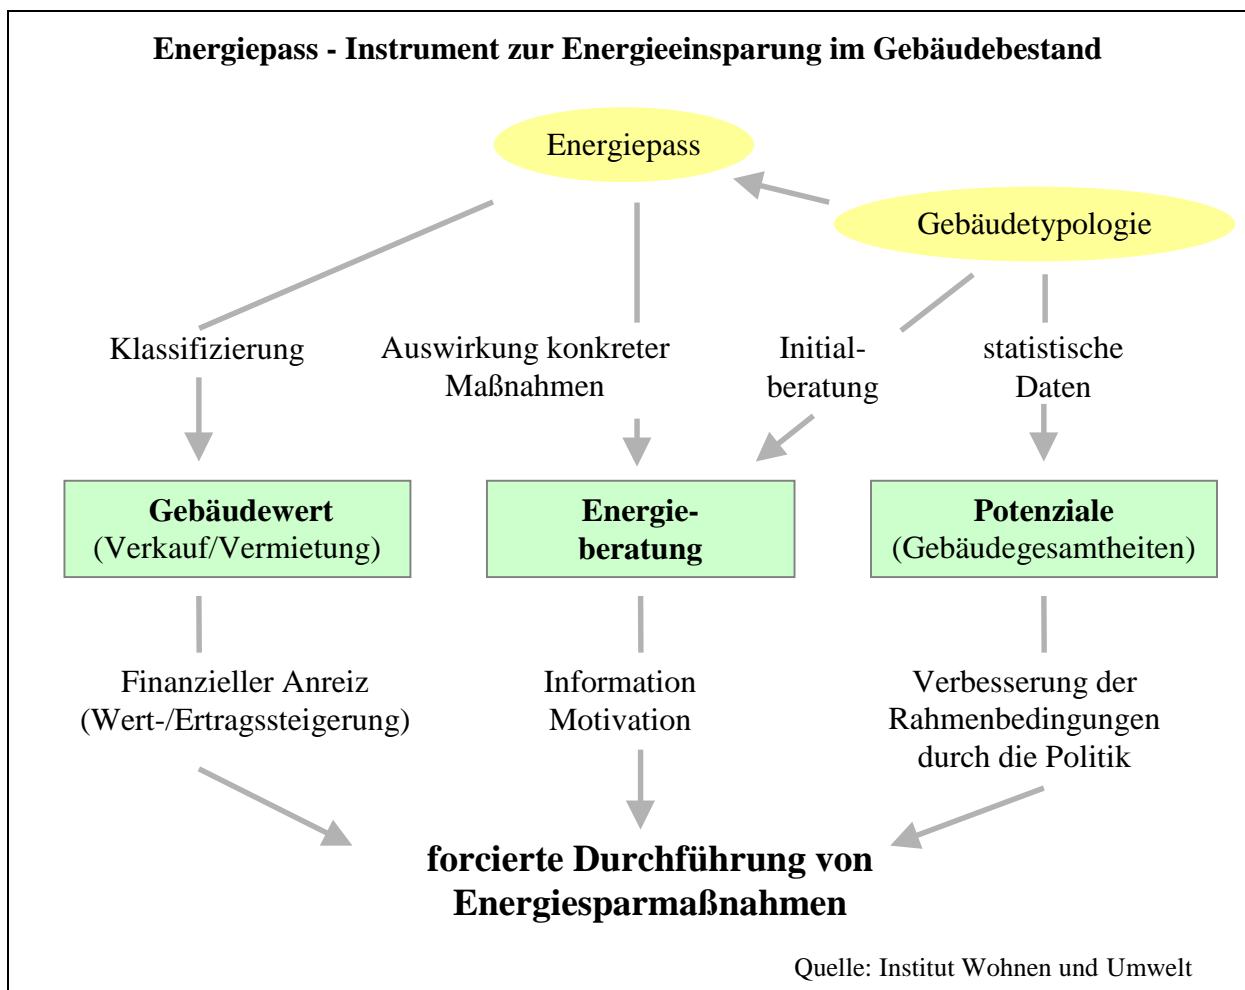 Energiepass - Instrument zur Energieeinsparung im Gebäudebestand
Energiepass
Gebäudetypologie
Klassifizierung
Auswirkung konkreter
Maßnahmen
Initial-
beratung
statistische
Daten
Gebäudewert
(Verkauf/Vermietung)
Energie-
beratung
Potenziale
(Gebäudegesamtheiten)
Finanzieller Anreiz
(Wert-/Ertragssteigerung)
Information
Motivation
Verbesserung der
Rahmenbedingungen
durch die Politik
forcierte Durchführung von
Energiesparmaßnahmen
Quelle: Institut Wohnen und Umwelt